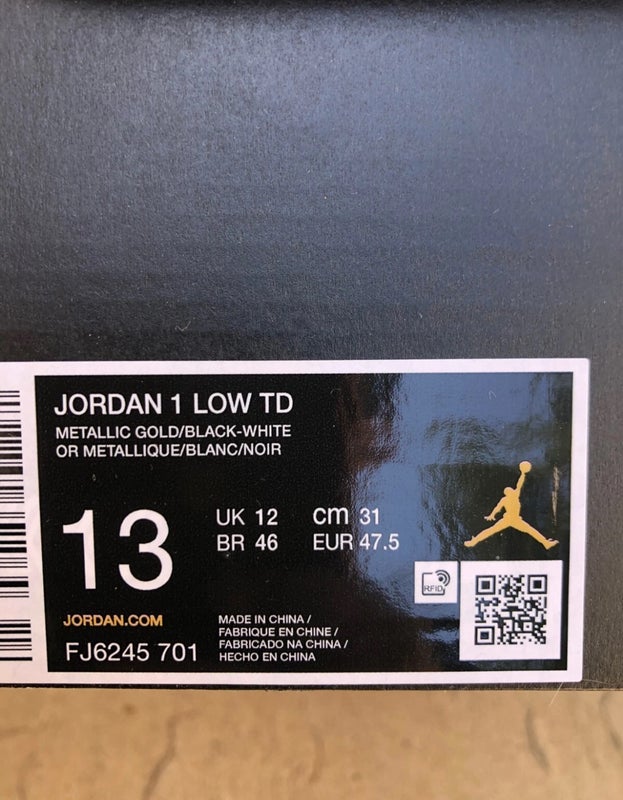 JORDAN 1 LOW TD
METALLIC GOLD/BLACK-WHITE
OR METALLIQUE/BLANC/NOIR
13
UK 12 cm 31
BR 46 EUR 47.5
RFID
JORDAN.COM
FJ6245 701
MADE IN CHINA /
FABRIQUE EN CHINE /
FABRICADO NA CHINA /
HECHO EN CHINA